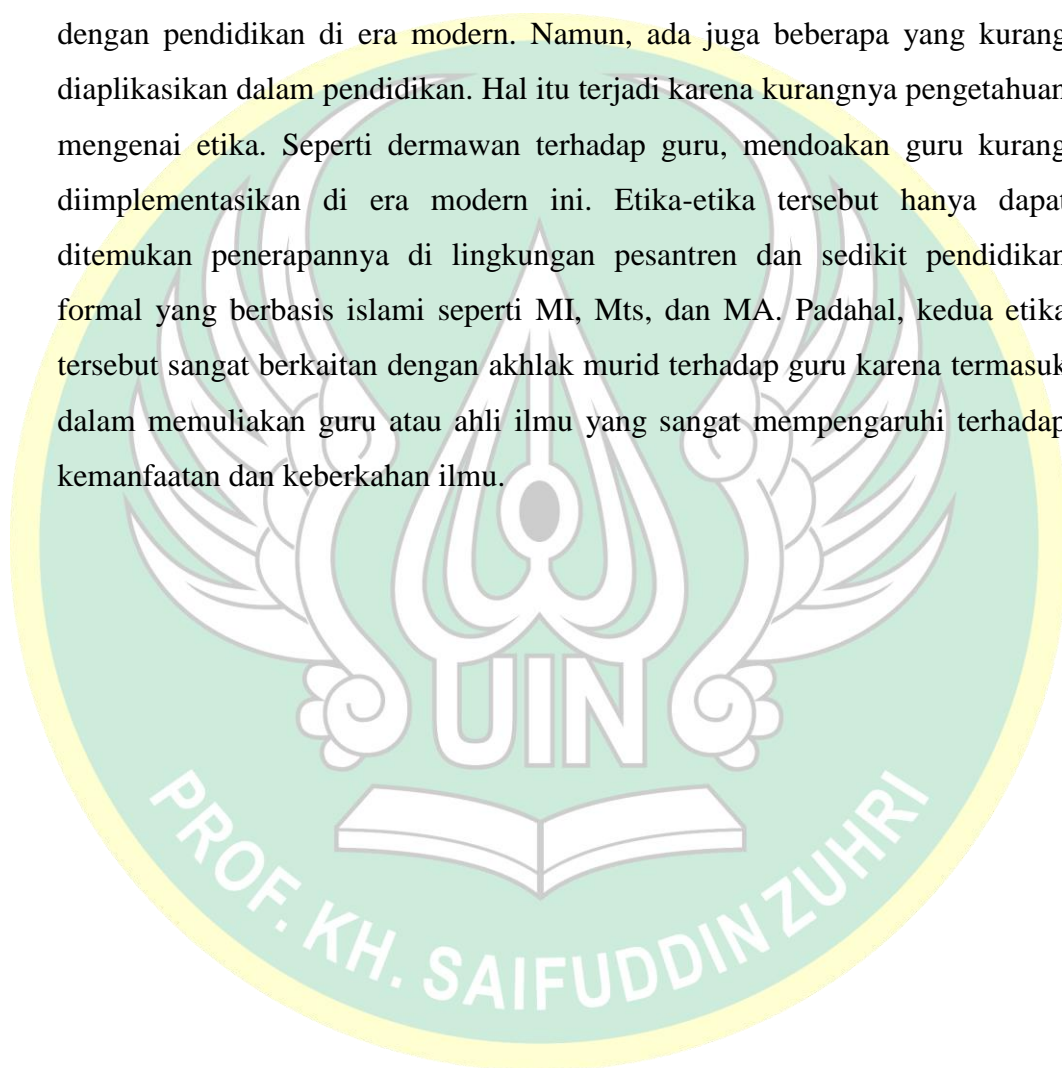 dengan pendidikan di era modern. Namun, ada juga beberapa yang kurang
diaplikasikan dalam pendidikan. Hal itu terjadi karena kurangnya pengetahuan
mengenai etika. Seperti dermawan terhadap guru, mendoakan guru kurang
diimplementasikan di era modern ini. Etika-etika tersebut hanya dapat
ditemukan penerapannya di lingkungan pesantren dan sedikit pendidikan
formal yang berbasis islami seperti MI, Mts, dan MA. Padahal, kedua etika
tersebut sangat berkaitan dengan akhlak murid terhadap guru karena termasuk
dalam memuliakan guru atau ahli ilmu yang sangat mempengaruhi terhadap
kemanfaatan dan keberkahan ilmu.
UIN
PROF. KH. SAIFUDDIN ZUHRI